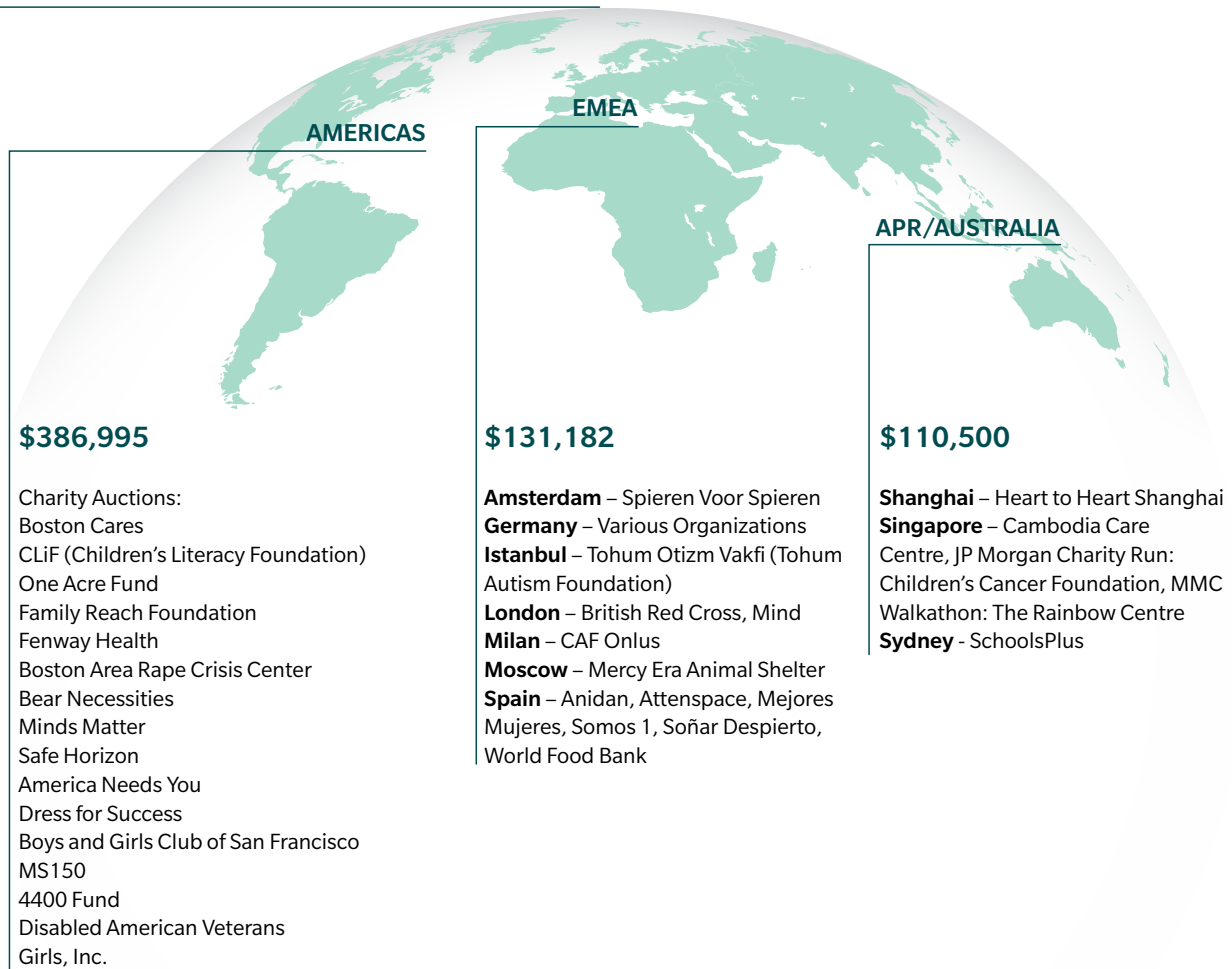 AMERICAS
$386,995
Charity Auctions:
Boston Cares
CLiF (Children’s Literacy Foundation)
One Acre Fund
Family Reach Foundation
Fenway Health
Boston Area Rape Crisis Center
Bear Necessities
Minds Matter
Safe Horizon
America Needs You
Dress for Success
Boys and Girls Club of San Francisco
MS150
4400 Fund
Disabled American Veterans
Girls, Inc.
EMEA
$131,182
Amsterdam – Spieren Voor Spieren
Germany – Various Organizations
Istanbul – Tohum Otizm Vakfi (Tohum
Autism Foundation)
London – British Red Cross, Mind
Milan – CAF Onlus
Moscow – Mercy Era Animal Shelter
Spain – Anidan, Attenspace, Mejores
Mujeres, Somos 1, Soñar Despierto,
World Food Bank
APR/AUSTRALIA
$110,500
Shanghai – Heart to Heart Shanghai
Singapore – Cambodia Care
Centre, JP Morgan Charity Run:
Children’s Cancer Foundation, MMC
Walkathon: The Rainbow Centre
Sydney - SchoolsPlus